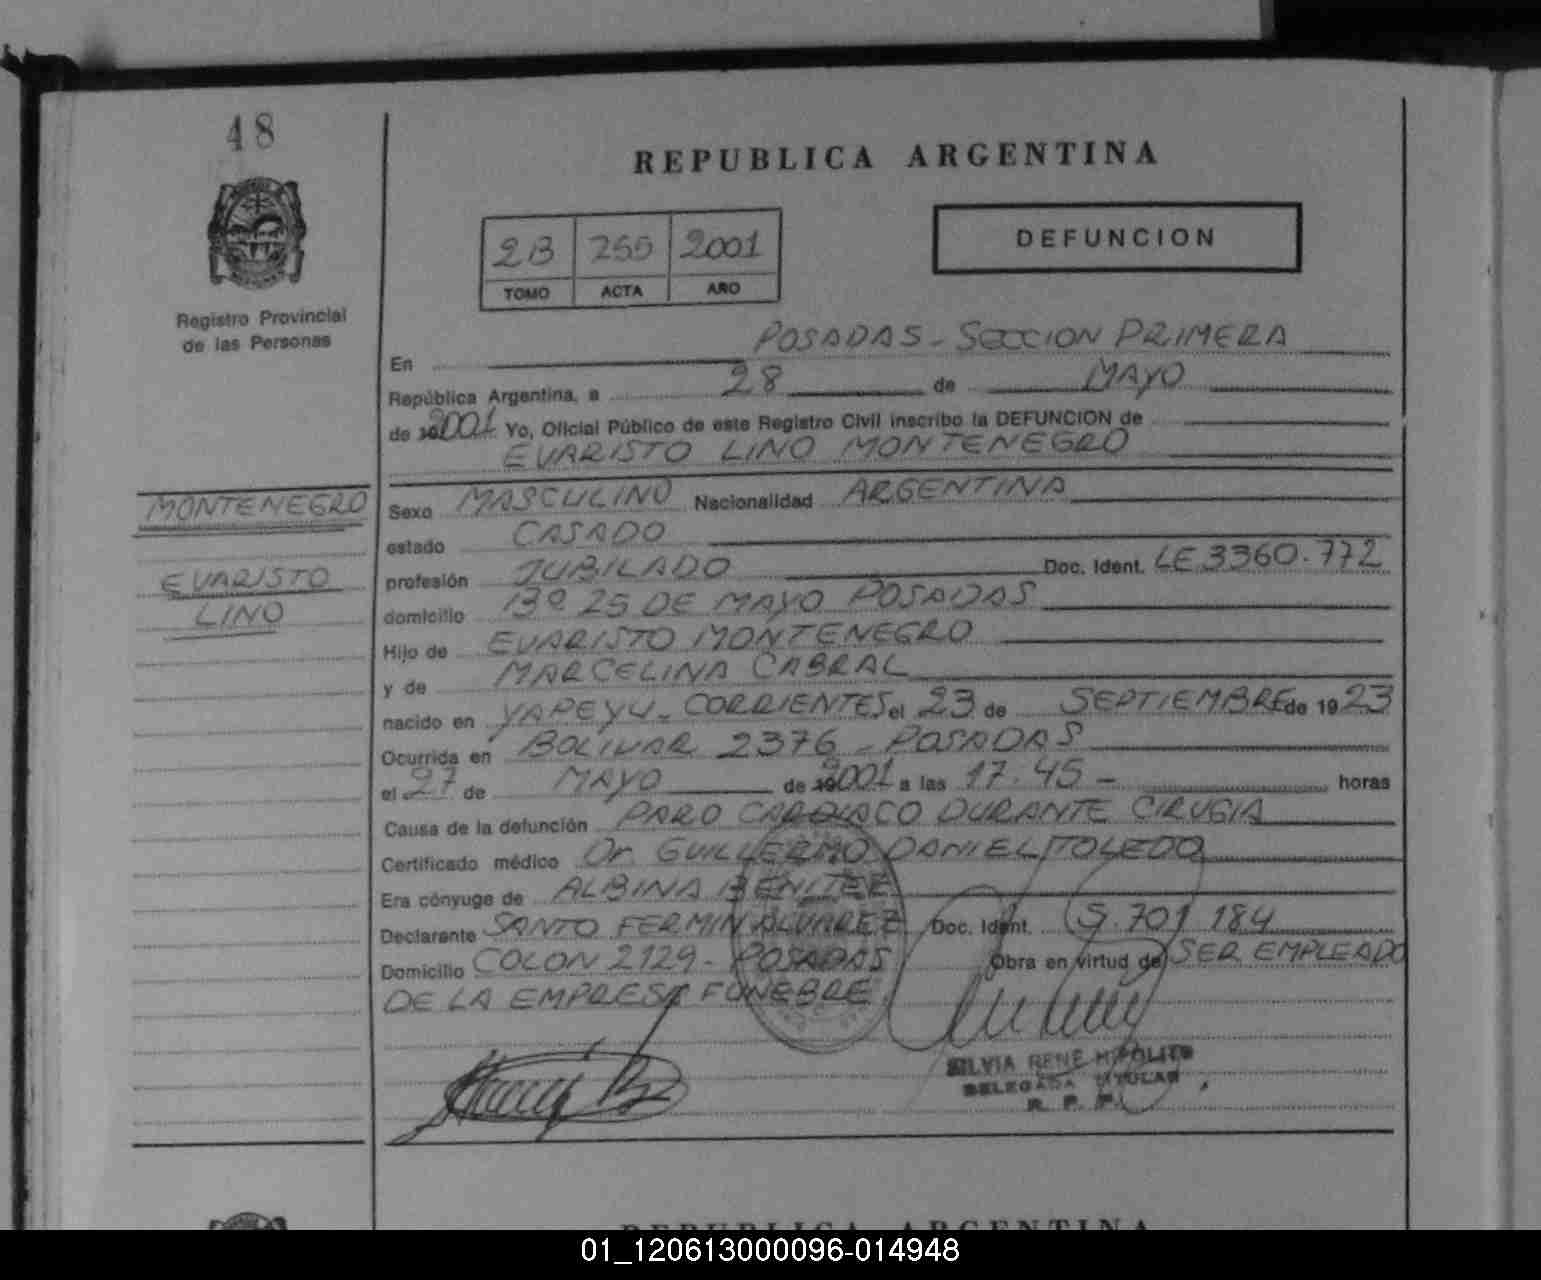 48
REPUBLICA ARGENTINA
DEFUNCION
2B 255 2001
TOMO ACTA AÑO
Registro Provincial
de las Personas
En POSADAS - SECCION PRIMERA
República Argentina, a 28 de MAYO
de 2001 Yo, Oficial Público de este Registro Civil inscribo la DEFUNCION de
EVARISTO LINO MONTENEGRO
MONTENEGRO
EVARISTO
LINO
Sexo MASCULINO Nacionalidad ARGENTINA
estado CASADO
profesión JUBILADO Doc. Ident. LE 3360.772
domicilio Bº 25 DE MAYO POSADAS
Hijo de EVARISTO MONTENEGRO
y de MARCELINA CABRAL
nacido en YAPEYU - CORRIENTES el 23 de SEPTIEMBRE de 1923
Ocurrida en BOLIVAR 2376 - POSADAS
el 27 de MAYO de 2001 a las 17.45 - horas
Causa de la defunción PARO CARDIACO DURANTE CIRUGIA
Certificado médico Dr. GUILLERMO DANIEL TOLEDO
Era cónyuge de ALBINA BENITEZ
Declarante SANTO FERMIN ALVAREZ Doc. Ident. 5.701 184
Domicilio COLON 2129 - POSADAS Obra en virtud de SER EMPLEADO
DE LA EMPRESA FUNEBRE
SILVIA RENE HIPOLITO
DELEGADA TITULAR
R. P. P.
REPUBLICA ARGENTINA
01_120613000096-014948